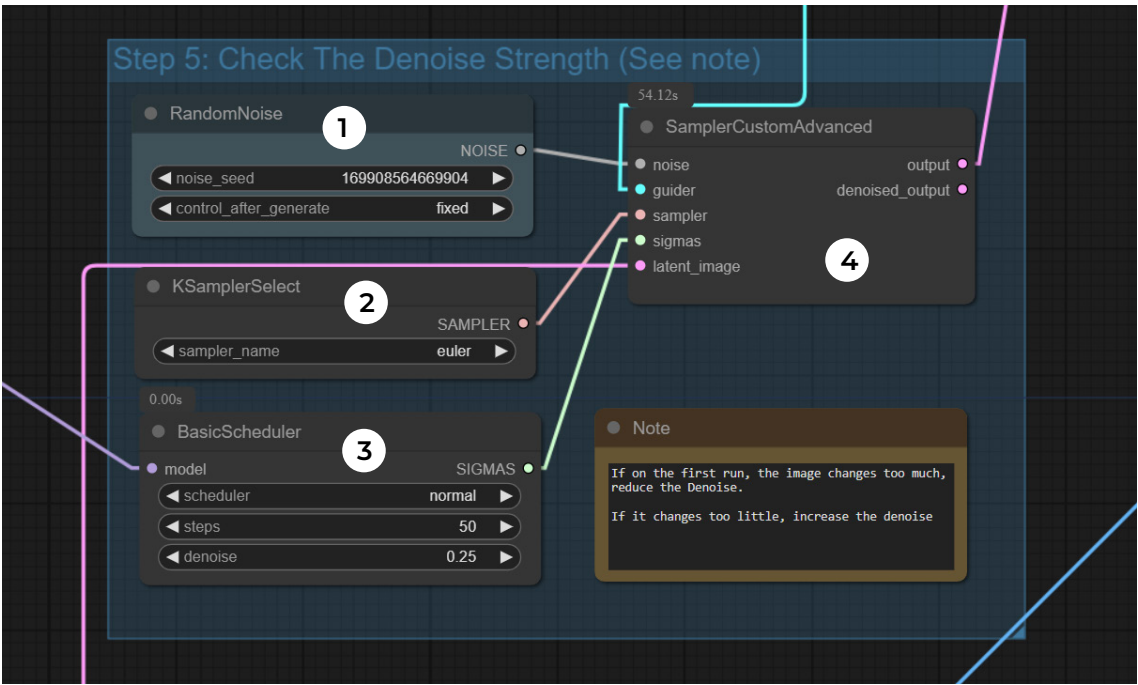 Step 5: Check The Denoise Strength (See note)
RandomNoise
1
NOISE
noise_seed 169908564669904
control_after_generate fixed
KSamplerSelect
2
SAMPLER
sampler_name euler
0.00s
BasicScheduler
3
model SIGMAS
scheduler normal
steps 50
denoise 0.25
54.12s
SamplerCustomAdvanced
noise output
guider denoised_output
sampler
sigmas
latent_image
4
Note
If on the first run, the image changes too much,
reduce the Denoise.
If it changes too little, increase the denoise